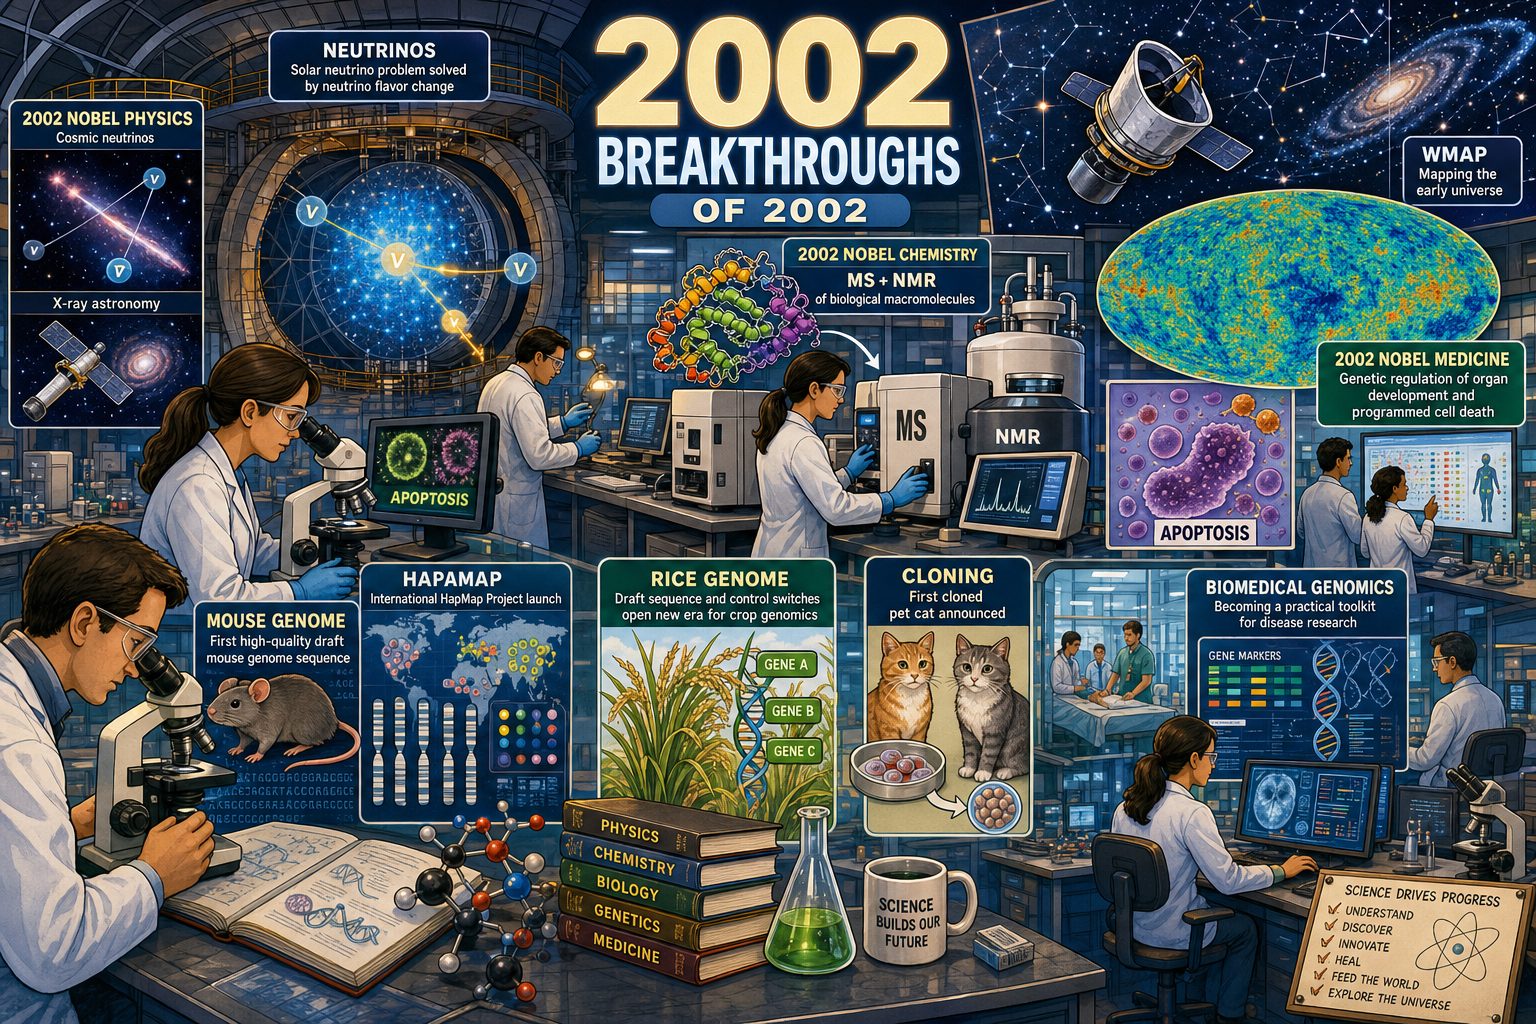 2002
BREAKTHROUGHS
OF 2002
NEUTRINOS
Solar neutrino problem solved
by neutrino flavor change
2002 NOBEL PHYSICS
Cosmic neutrinos
X-ray astronomy
V
V
V
V
V
V
WMAP
Mapping the
early universe
2002 NOBEL CHEMISTRY
MS + NMR
of biological macromolecules
MS
NMR
2002 NOBEL MEDICINE
Genetic regulation of organ
development and
programmed cell death
APOPTOSIS
APOPTOSIS
MOUSE GENOME
First high-quality draft
mouse genome sequence
HAPAMAP
International HapMap Project launch
RICE GENOME
Draft sequence and control switches
open new era for crop genomics
GENE A
GENE B
GENE C
CLONING
First cloned
pet cat announced
BIOMEDICAL GENOMICS
Becoming a practical toolkit
for disease research
GENE MARKERS
PHYSICS
CHEMISTRY
BIOLOGY
GENETICS
MEDICINE
SCIENCE
BUILDS OUR
FUTURE
SCIENCE DRIVES PROGRESS
UNDERSTAND
DISCOVER
INNOVATE
HEAL
FEED THE WORLD
EXPLORE THE UNIVERSE